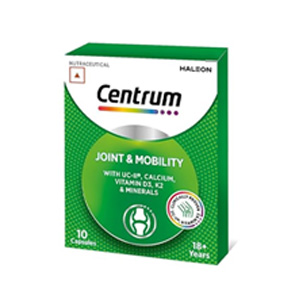 NUTRACEUTICAL
HALEON
Centrum
JOINT & MOBILITY
WITH UC-II®, CALCIUM,
VITAMIN D3, K2
& MINERALS
10
Capsules
18+
Years